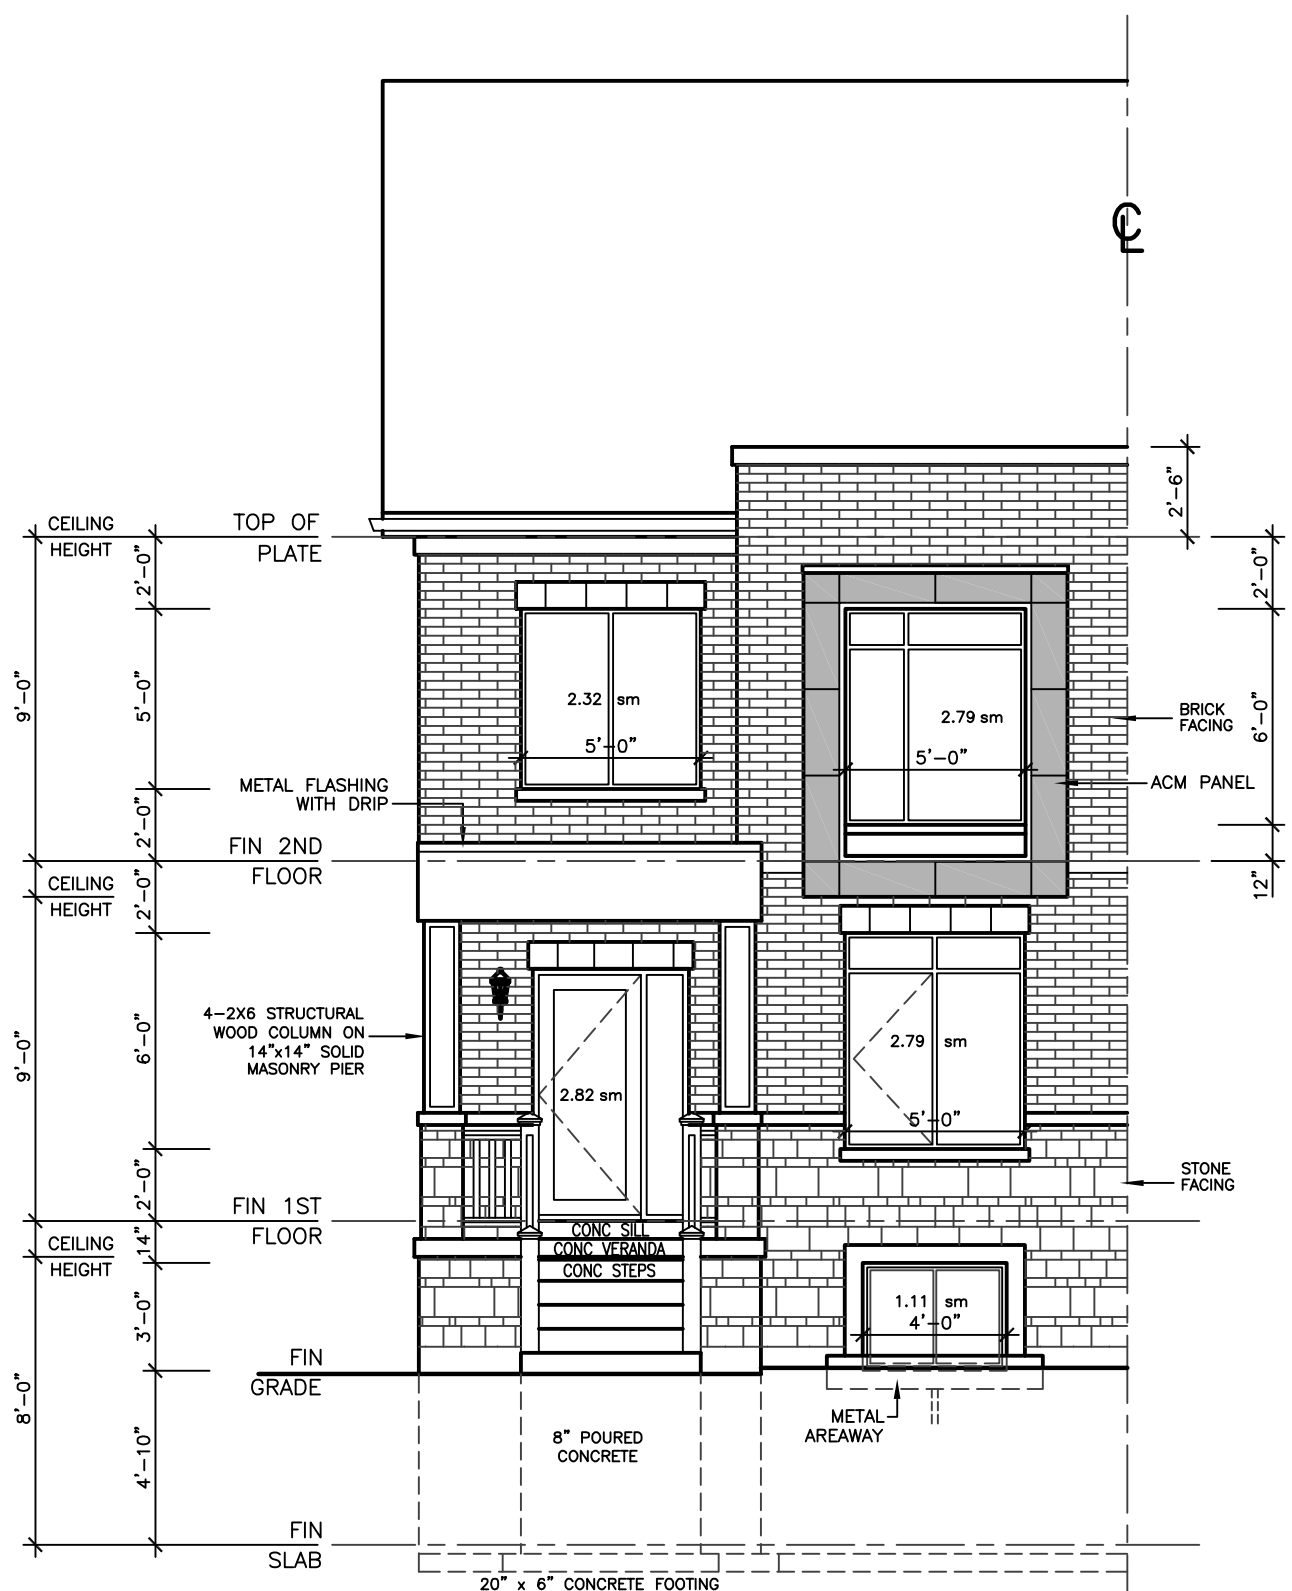 CL
2'-6"
CEILING
HEIGHT
TOP OF
PLATE
2'-0"
2'-0"
9'-0"
5'-0"
2.32 sm
5'-0"
2.79 sm
5'-0"
6'-0"
BRICK
FACING
ACM PANEL
METAL FLASHING
WITH DRIP
2'-0"
FIN 2ND
FLOOR
12"
CEILING
HEIGHT
2'-0"
4-2X6 STRUCTURAL
WOOD COLUMN ON
14"x14" SOLID
MASONRY PIER
9'-0"
6'-0"
2.82 sm
2.79 sm
5'-0"
STONE
FACING
2'-0"
FIN 1ST
FLOOR
CEILING
HEIGHT
14"
CONC SILL
CONC VERANDA
CONC STEPS
3'-0"
1.11 sm
4'-0"
FIN
GRADE
8'-0"
METAL
AREAWAY
8" POURED
CONCRETE
4'-10"
FIN
SLAB
20" x 6" CONCRETE FOOTING